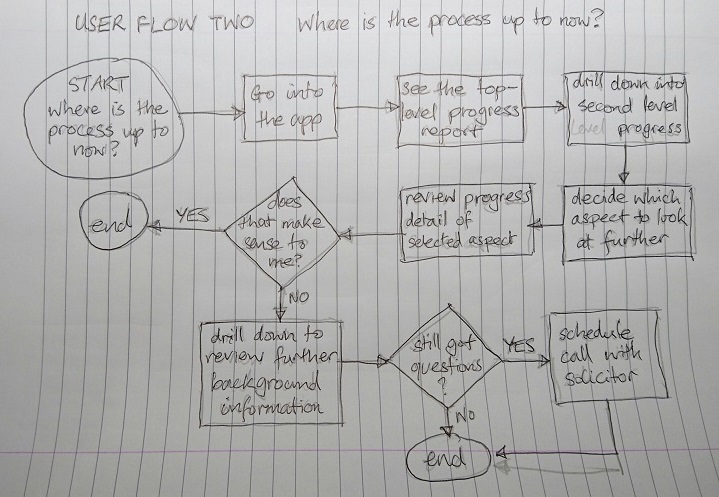 USER FLOW TWO Where is the process up to now?
START
where is the
process up to
now?
Go into
the app
see the top-
level progress
report
drill down into
second level
level progress
decide which
aspect to look
at further
review progress
detail of
selected aspect
does
that make
sense to
me?
YES
end
NO
drill down to
review further
background
information
still got
questions
?
YES
schedule
call with
solicitor
NO
end